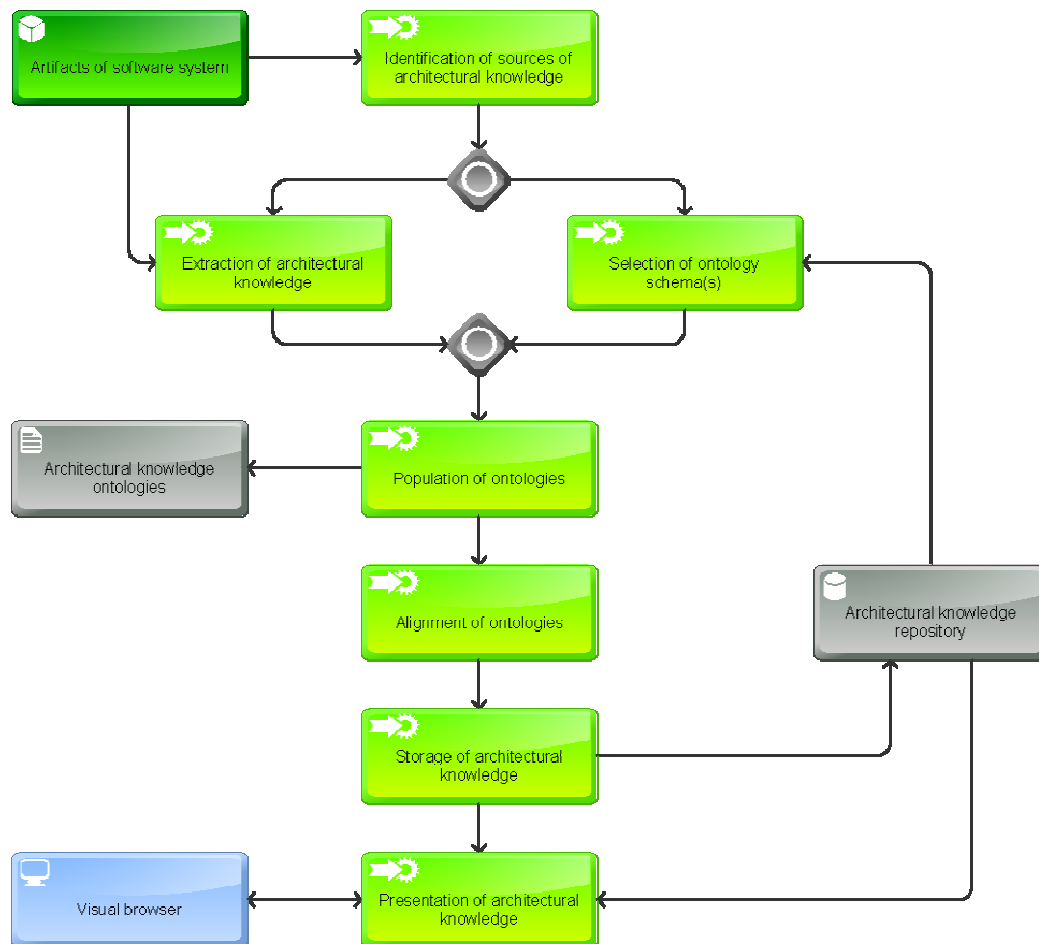 Artifacts of software system
Identification of sources of
architectural knowledge
Extraction of architectural
knowledge
Selection of ontology
schema(s)
Architectural knowledge
ontologies
Population of ontologies
Alignment of ontologies
Architectural knowledge
repository
Storage of architectural
knowledge
Visual browser
Presentation of architectural
knowledge